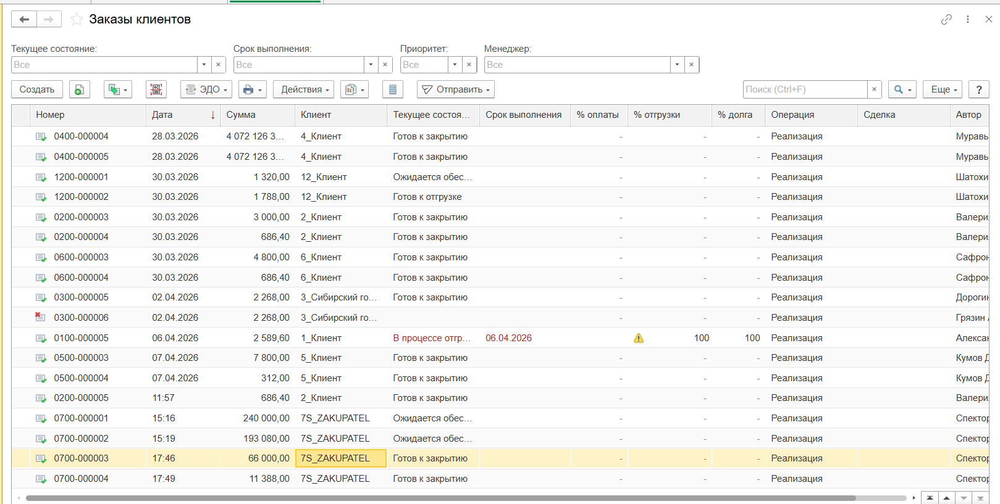 Заказы клиентов
Текущее состояние: Срок выполнения: Приоритет: Менеджер:
Все Все Все Все
Создать ЭДО Действия Отправить Поиск (Ctrl+F) Еще ?
Номер Дата ↓ Сумма Клиент Текущее состоя... Срок выполнения % оплаты % отгрузки % долга Операция Сделка Автор
0400-000004 28.03.2026 4 072 126 3... 4_Клиент Готов к закрытию - - - Реализация Муравь
0400-000005 28.03.2026 4 072 126 3... 4_Клиент Готов к закрытию - - - Реализация Муравь
1200-000001 30.03.2026 1 320,00 12_Клиент Ожидается обес... - - - Реализация Шатохи
1200-000002 30.03.2026 1 788,00 12_Клиент Готов к отгрузке - - - Реализация Шатохи
0200-000003 30.03.2026 3 000,00 2_Клиент Готов к закрытию - - - Реализация Валери
0200-000004 30.03.2026 686,40 2_Клиент Готов к закрытию - - - Реализация Валери
0600-000003 30.03.2026 4 800,00 6_Клиент Готов к закрытию - - - Реализация Сафрон
0600-000004 30.03.2026 686,40 6_Клиент Готов к закрытию - - - Реализация Сафрон
0300-000005 02.04.2026 2 268,00 3_Сибирский го... Готов к закрытию - - - Реализация Дорогин
0300-000006 02.04.2026 2 268,00 3_Сибирский го... - - - Реализация Грязин
0100-000005 06.04.2026 2 589,60 1_Клиент В процессе отгр... 06.04.2026 100 100 Реализация Алексан
0500-000003 07.04.2026 7 800,00 5_Клиент Готов к закрытию - - - Реализация Кумов Д
0500-000004 07.04.2026 312,00 5_Клиент Готов к закрытию - - - Реализация Кумов Д
0200-000005 11:57 686,40 2_Клиент Готов к закрытию - - - Реализация Валери
0700-000001 15:16 240 000,00 7S_ZAKUPATEL Ожидается обес... - - - Реализация Спектор
0700-000002 15:19 193 080,00 7S_ZAKUPATEL Ожидается обес... - - - Реализация Спектор
0700-000003 17:46 66 000,00 7S_ZAKUPATEL Готов к закрытию - - - Реализация Спектор
0700-000004 17:49 11 388,00 7S_ZAKUPATEL Готов к закрытию - - - Реализация Спектор